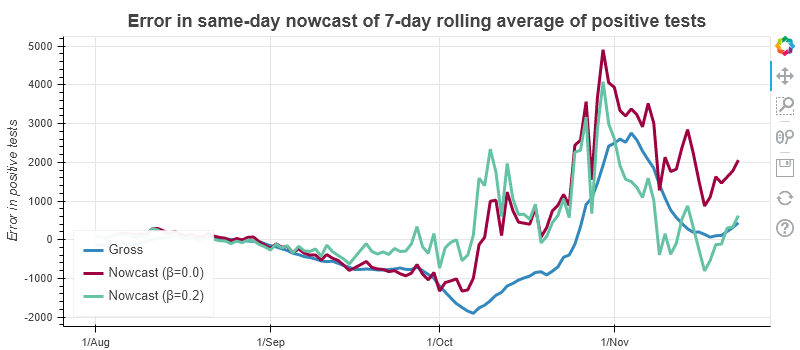 Error in same-day nowcast of 7-day rolling average of positive tests
5000
4000
3000
2000
1000
0
-1000
-2000
Error in positive tests
Gross
Nowcast (β=0.0)
Nowcast (β=0.2)
1/Aug
1/Sep
1/Oct
1/Nov